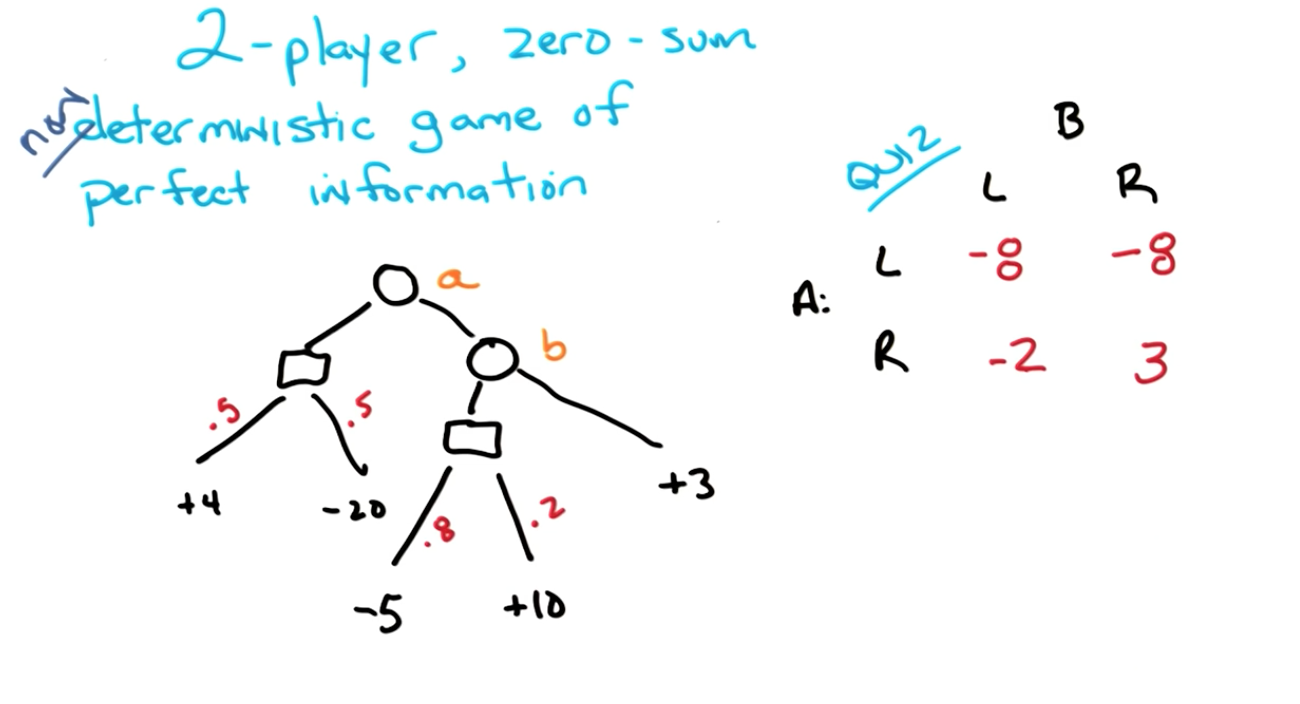 2-player, zero-sum
non deterministic game of
perfect information
QUIZ
B
L R
A:
L -8 -8
R -2 3
a
b
.5 .5
+4 -20
+3
.8 .2
-5 +10